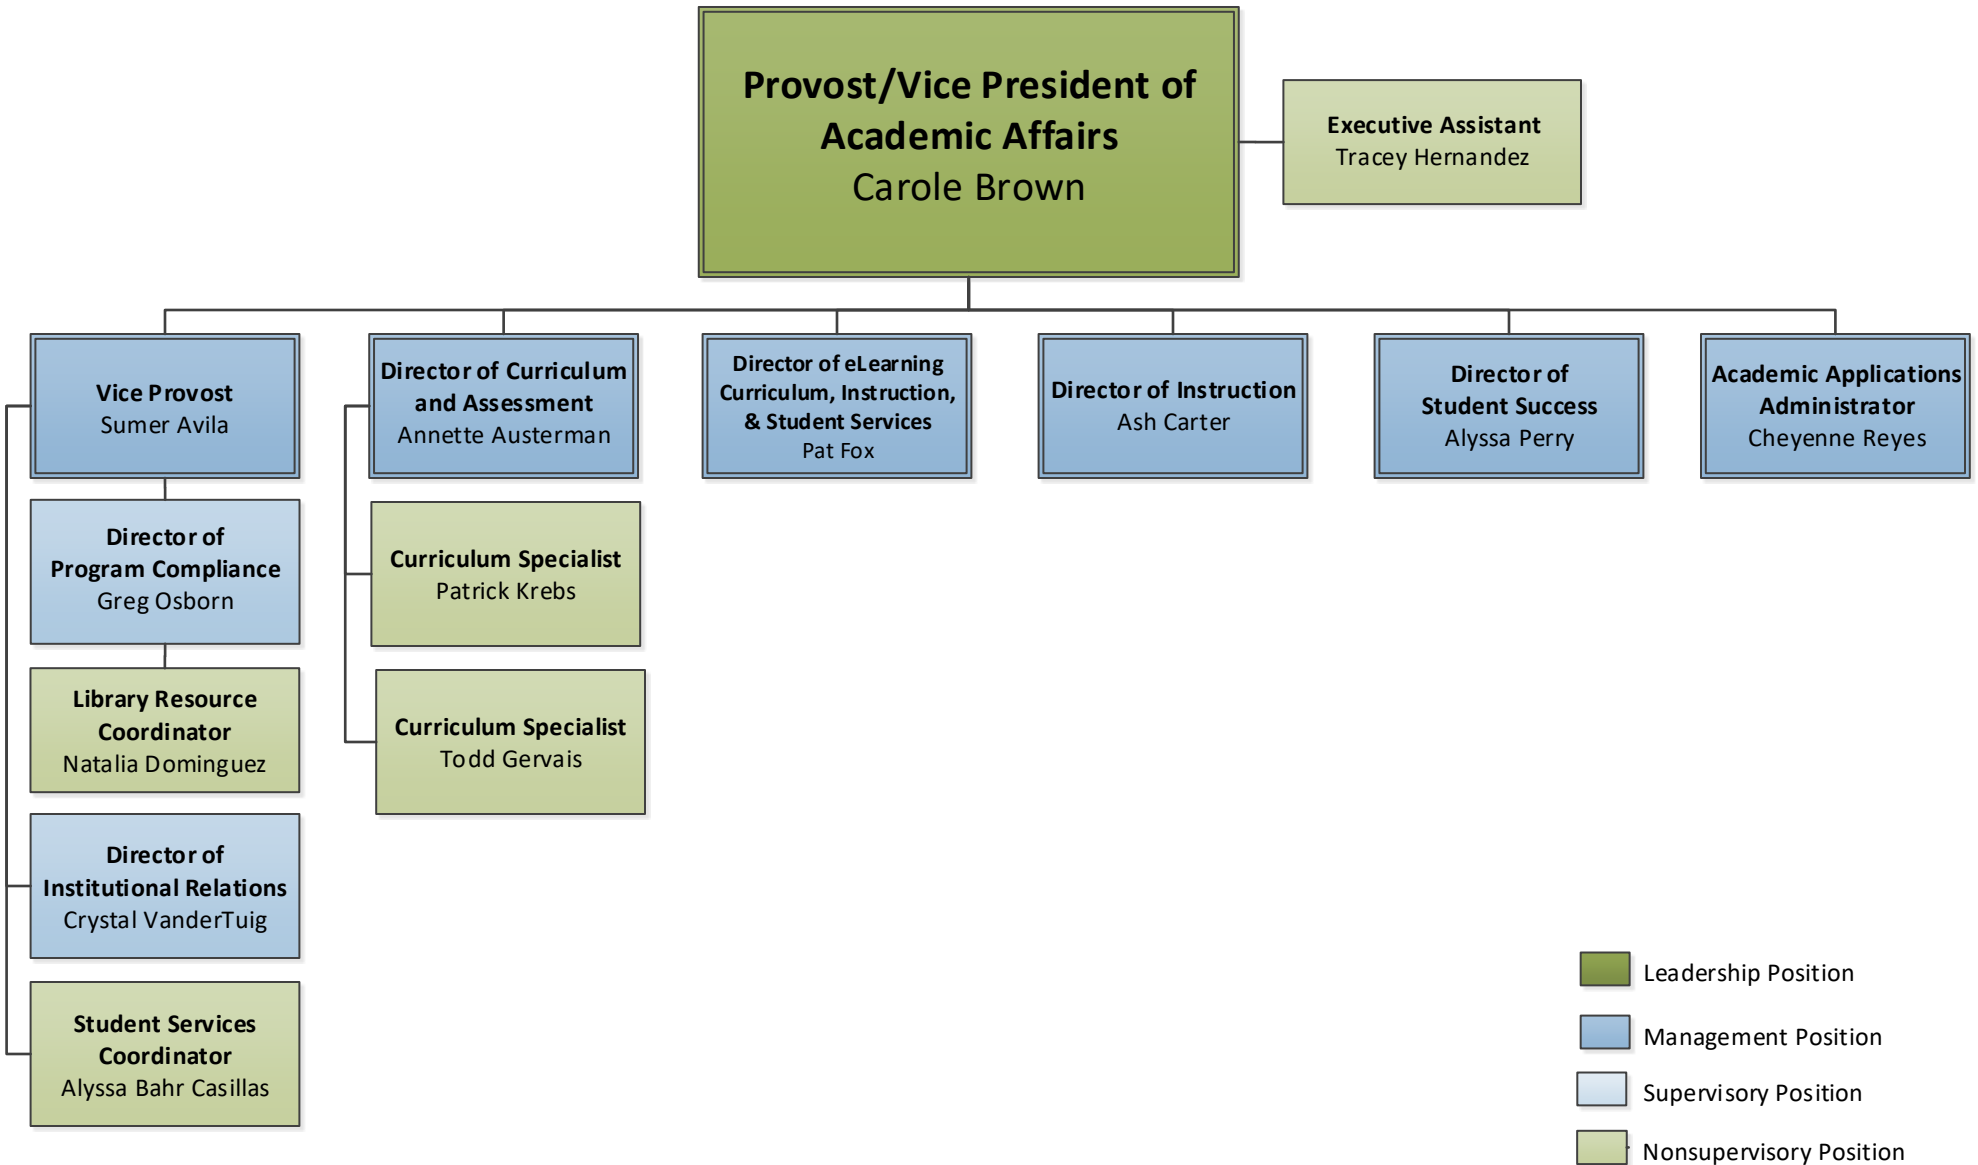 Provost/Vice President of
Academic Affairs
Carole Brown
Executive Assistant
Tracey Hernandez
Vice Provost
Sumer Avila
Director of Curriculum
and Assessment
Annette Austerman
Director of eLearning
Curriculum, Instruction,
& Student Services
Pat Fox
Director of Instruction
Ash Carter
Director of
Student Success
Alyssa Perry
Academic Applications
Administrator
Cheyenne Reyes
Director of
Program Compliance
Greg Osborn
Curriculum Specialist
Patrick Krebs
Library Resource
Coordinator
Natalia Dominguez
Curriculum Specialist
Todd Gervais
Director of
Institutional Relations
Crystal VanderTuig
Student Services
Coordinator
Alyssa Bahr Casillas
Leadership Position
Management Position
Supervisory Position
Nonsupervisory Position